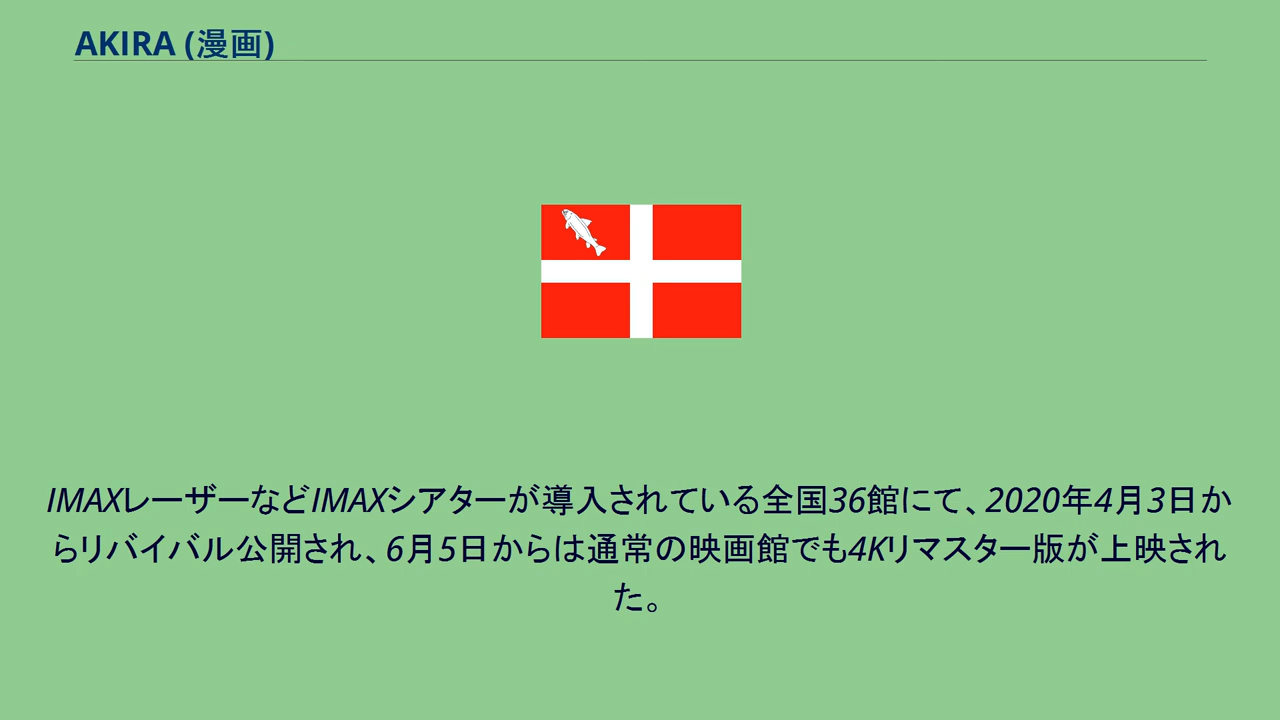 AKIRA (漫画)
IMAXレーザーなどIMAXシアターが導入されている全国36館にて、2020年4月3日か
らリバイバル公開され、6月5日からは通常の映画館でも4Kリマスター版が上映され
た。